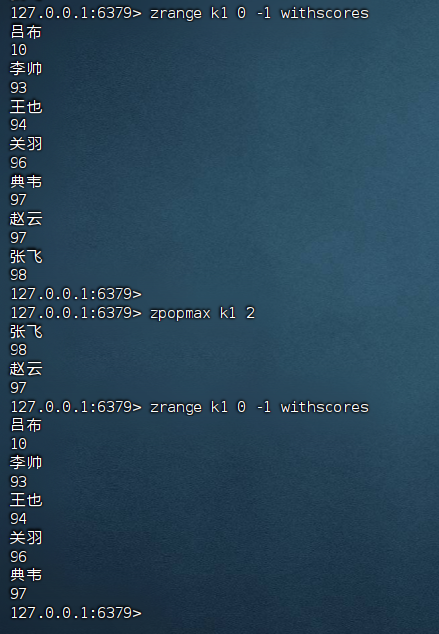 127.0.0.1:6379> zrange k1 0 -1 withscores
吕布
10
李帅
93
王也
94
关羽
96
典韦
97
赵云
97
张飞
98
127.0.0.1:6379>
127.0.0.1:6379> zpopmax k1 2
张飞
98
赵云
97
127.0.0.1:6379> zrange k1 0 -1 withscores
吕布
10
李帅
93
王也
94
关羽
96
典韦
97
127.0.0.1:6379>